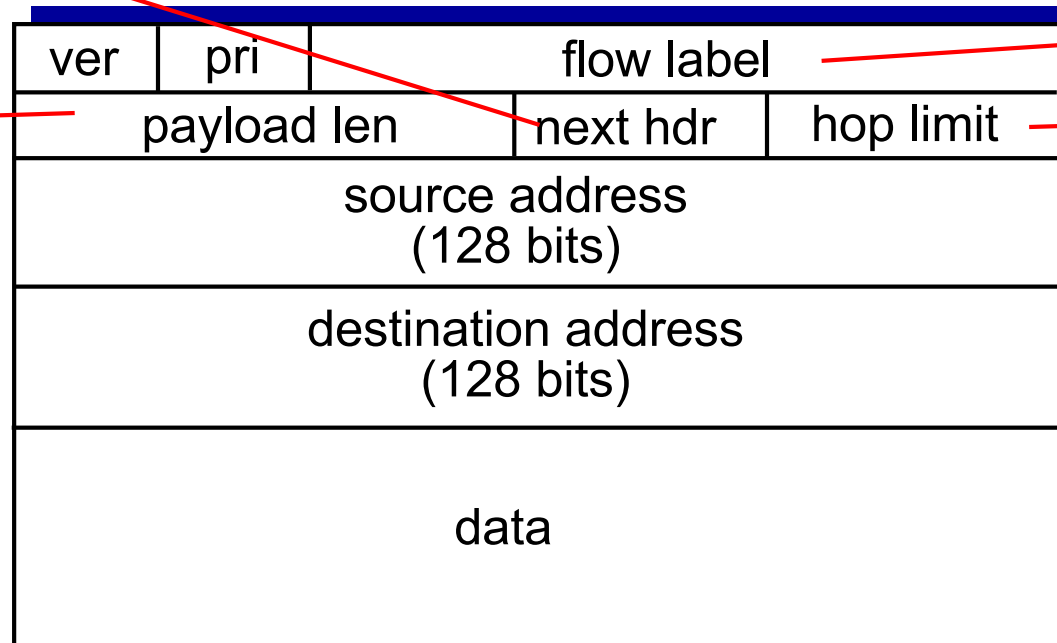 ver pri flow label
payload len next hdr hop limit
source address
(128 bits)
destination address
(128 bits)
data